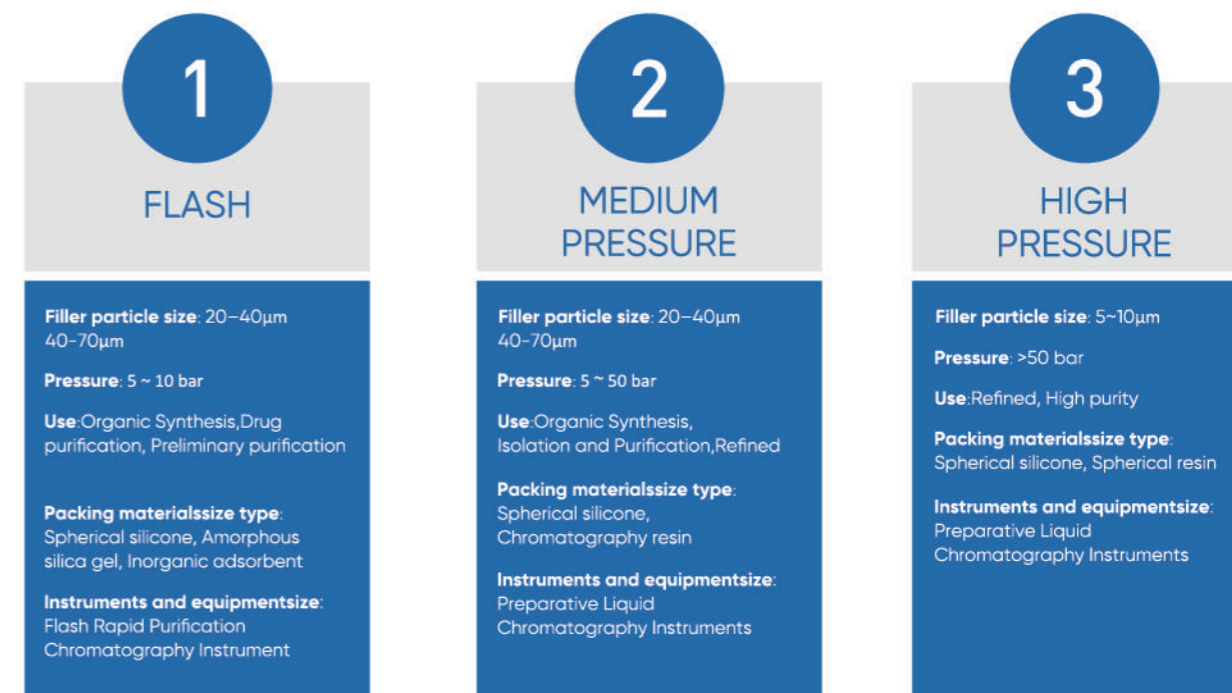 1
FLASH
Filler particle size: 20–40μm
40-70μm
Pressure: 5 ~ 10 bar
Use:Organic Synthesis,Drug
purification, Preliminary purification
Packing materialssize type:
Spherical silicone, Amorphous
silica gel, Inorganic adsorbent
Instruments and equipmentsize:
Flash Rapid Purification
Chromatography Instrument
2
MEDIUM
PRESSURE
Filler particle size: 20–40μm
40-70μm
Pressure: 5 ~ 50 bar
Use:Organic Synthesis,
Isolation and Purification,Refined
Packing materialssize type:
Spherical silicone,
Chromatography resin
Instruments and equipmentsize:
Preparative Liquid
Chromatography Instruments
3
HIGH
PRESSURE
Filler particle size: 5~10μm
Pressure: >50 bar
Use:Refined, High purity
Packing materialssize type:
Spherical silicone, Spherical resin
Instruments and equipmentsize:
Preparative Liquid
Chromatography Instruments